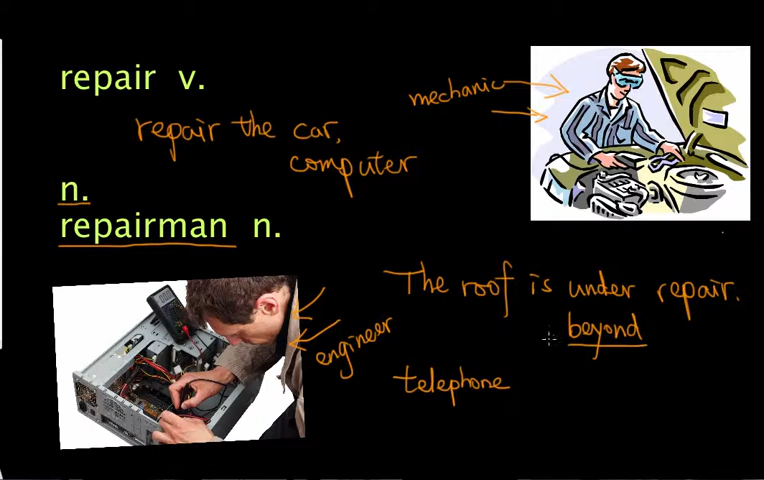 repair v.
mechanic
repair the car,
computer
n.
repairman n.
The roof is under repair.
beyond
engineer
telephone